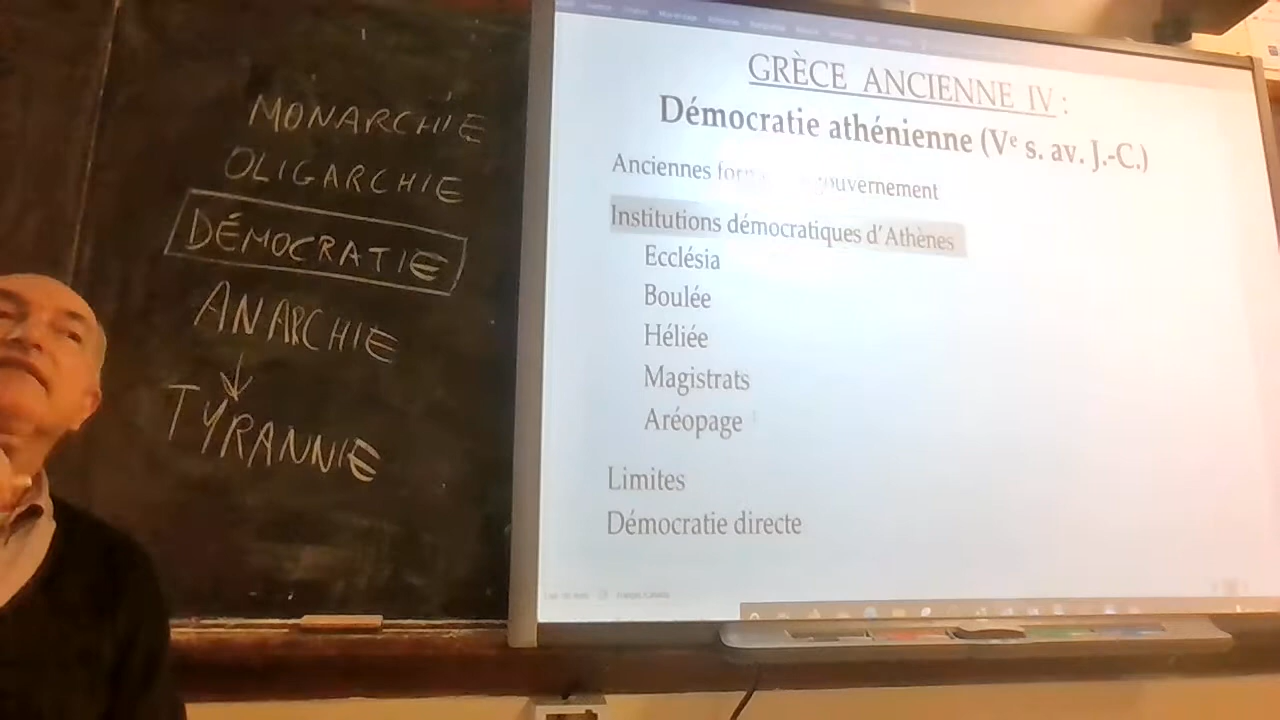 MONARCHIE
OLIGARCHIE
DÉMOCRATIE
ANARCHIE
TYRANNIE
GRÈCE ANCIENNE IV :
Démocratie athénienne (Ve s. av. J.-C.)
Anciennes gouvernement
Institutions démocratiques d'Athènes
Ecclésia
Boulée
Héliée
Magistrats
Aréopage
Limites
Démocratie directe